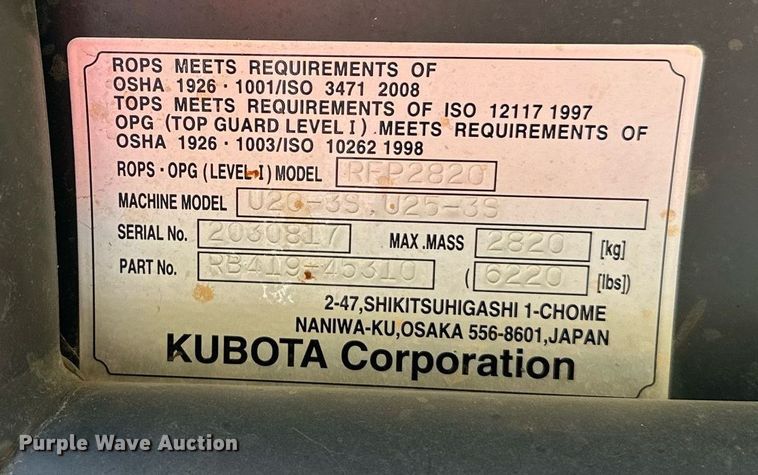 ROPS MEETS REQUIREMENTS OF
OSHA 1926・1001/ISO 3471 2008
TOPS MEETS REQUIREMENTS OF ISO 12117 1997
OPG (TOP GUARD LEVEL I) MEETS REQUIREMENTS OF
OSHA 1926・1003/ISO 10262 1998
ROPS・OPG (LEVEL-I) MODEL RFP2820
MACHINE MODEL U20-3S,U25-3S
SERIAL No. 2030817 MAX.MASS 2820 [kg]
PART No. RB419-45310 (6220 [lbs])
2-47,SHIKITSUHIGASHI 1-CHOME
NANIWA-KU,OSAKA 556-8601,JAPAN
KUBOTA Corporation
Purple Wave Auction